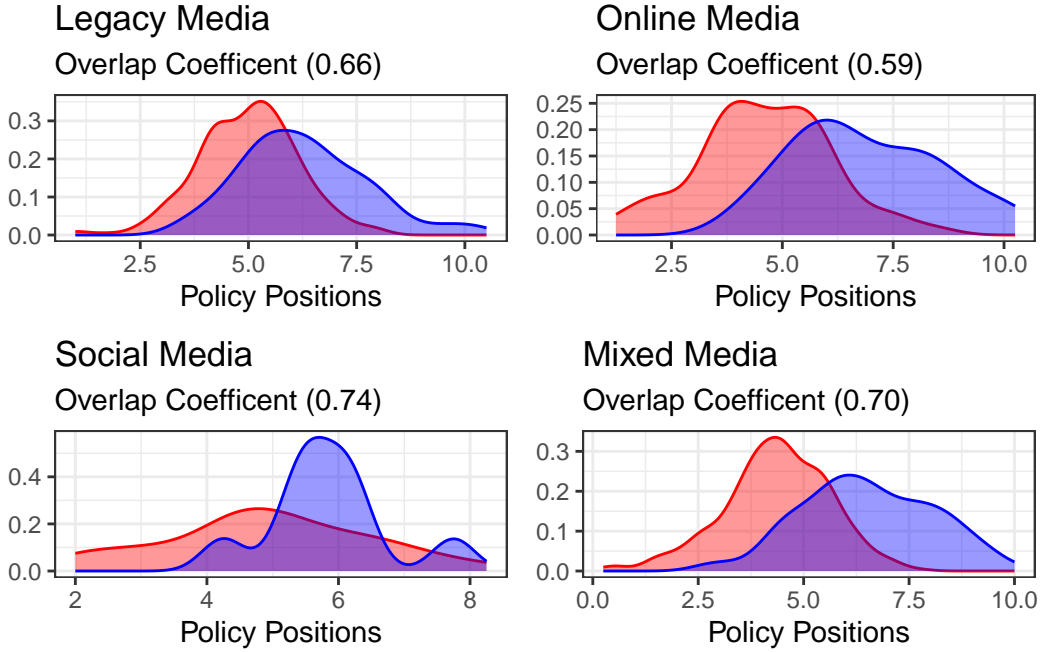 Legacy Media
Overlap Coefficent (0.66)
0.3
0.2
0.1
0.0
2.5 5.0 7.5 10.0
Policy Positions
Online Media
Overlap Coefficent (0.59)
0.25
0.20
0.15
0.10
0.05
0.00
2.5 5.0 7.5 10.0
Policy Positions
Social Media
Overlap Coefficent (0.74)
0.4
0.2
0.0
2 4 6 8
Policy Positions
Mixed Media
Overlap Coefficent (0.70)
0.3
0.2
0.1
0.0
0.0 2.5 5.0 7.5 10.0
Policy Positions